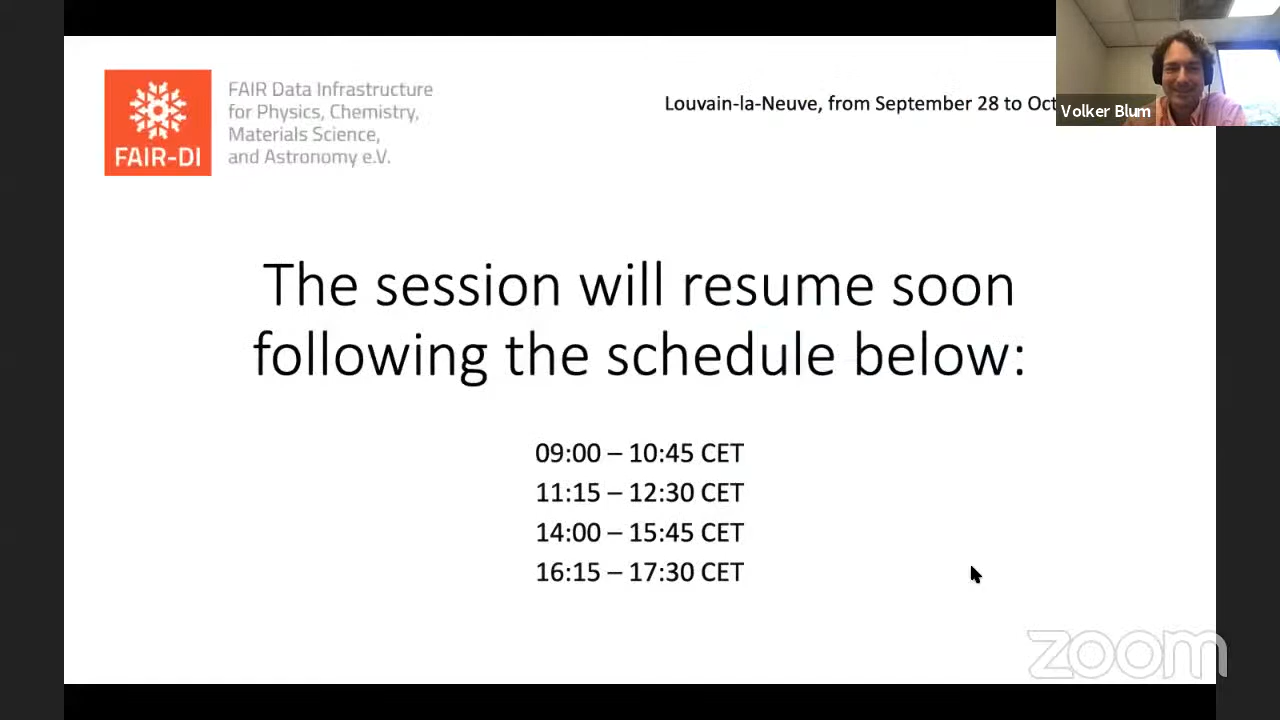 FAIR-DI
FAIR Data Infrastructure
for Physics, Chemistry,
Materials Science,
and Astronomy e.V.
Louvain-la-Neuve, from September 28 to Oct
Volker Blum
The session will resume soon
following the schedule below:
09:00 – 10:45 CET
11:15 – 12:30 CET
14:00 – 15:45 CET
16:15 – 17:30 CET
zoom